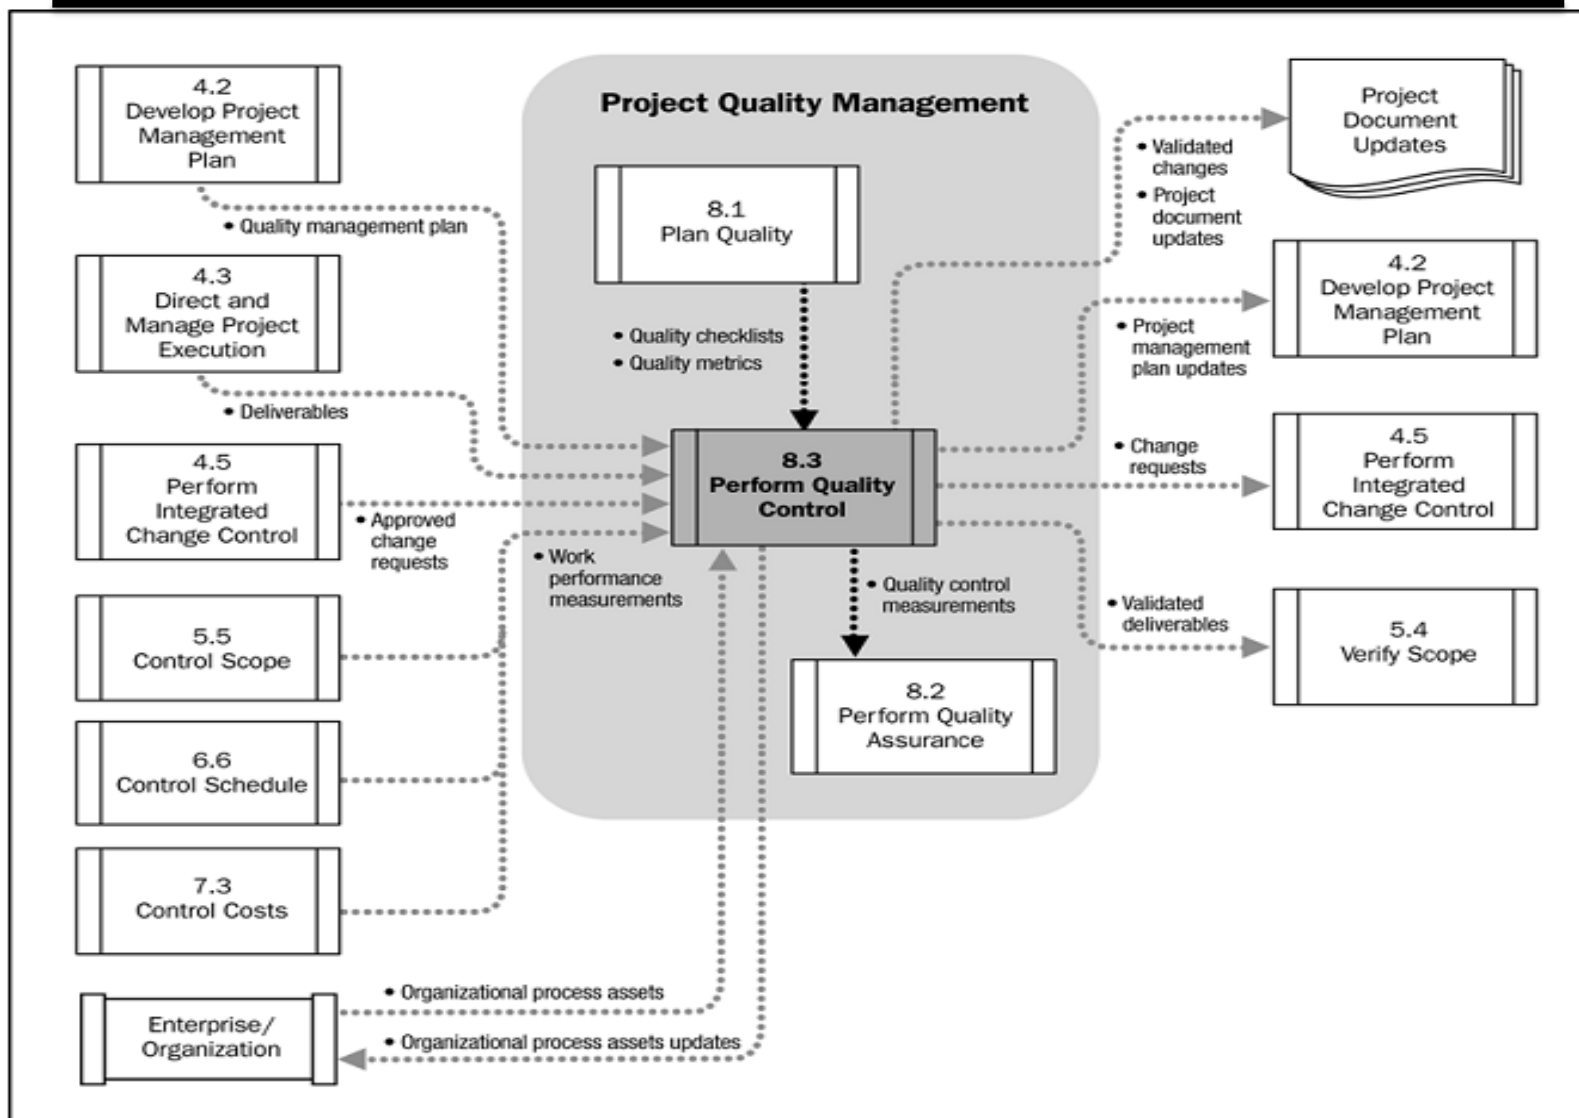 4.2
Develop Project
Management
Plan
• Quality management plan
4.3
Direct and
Manage Project
Execution
• Deliverables
4.5
Perform
Integrated
Change Control
• Approved
change
requests
5.5
Control Scope
6.6
Control Schedule
7.3
Control Costs
• Work
performance
measurements
Enterprise/
Organization
• Organizational process assets
• Organizational process assets updates
Project Quality Management
8.1
Plan Quality
• Quality checklists
• Quality metrics
8.3
Perform Quality
Control
• Quality control
measurements
8.2
Perform Quality
Assurance
• Validated
changes
• Project
document
updates
Project
Document
Updates
• Project
management
plan updates
4.2
Develop Project
Management
Plan
• Change
requests
4.5
Perform
Integrated
Change Control
• Validated
deliverables
5.4
Verify Scope